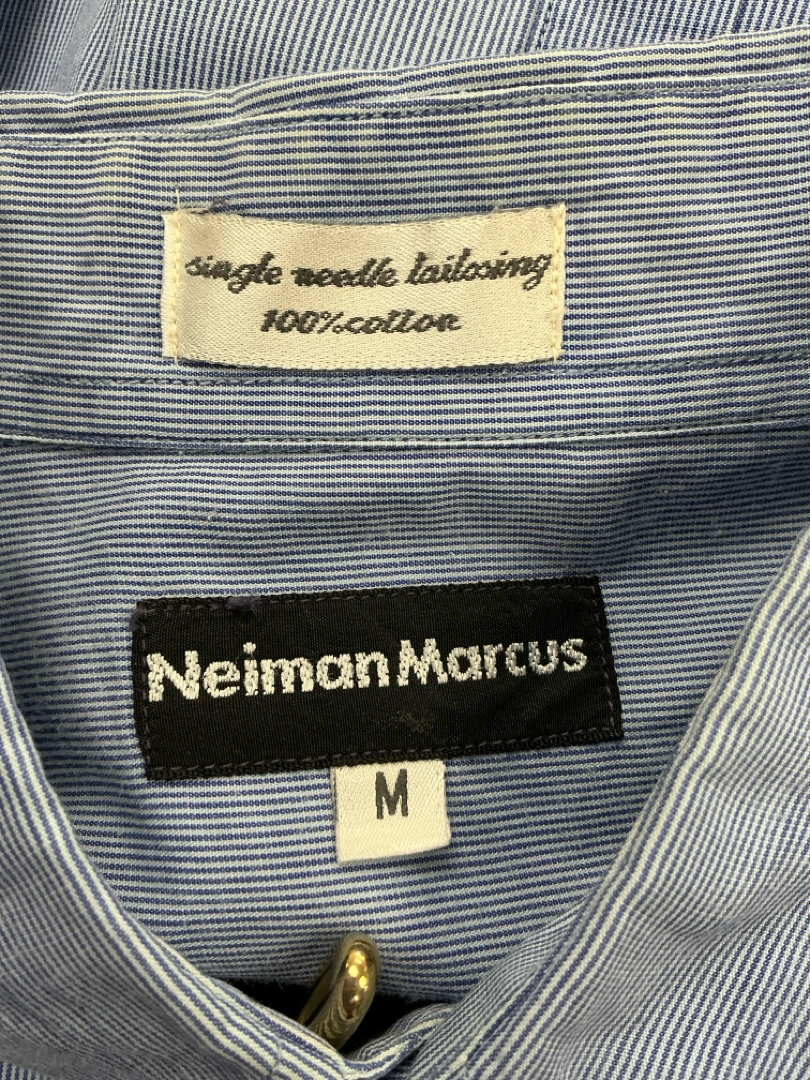 single needle tailoring
100% cotton
Neiman Marcus
M